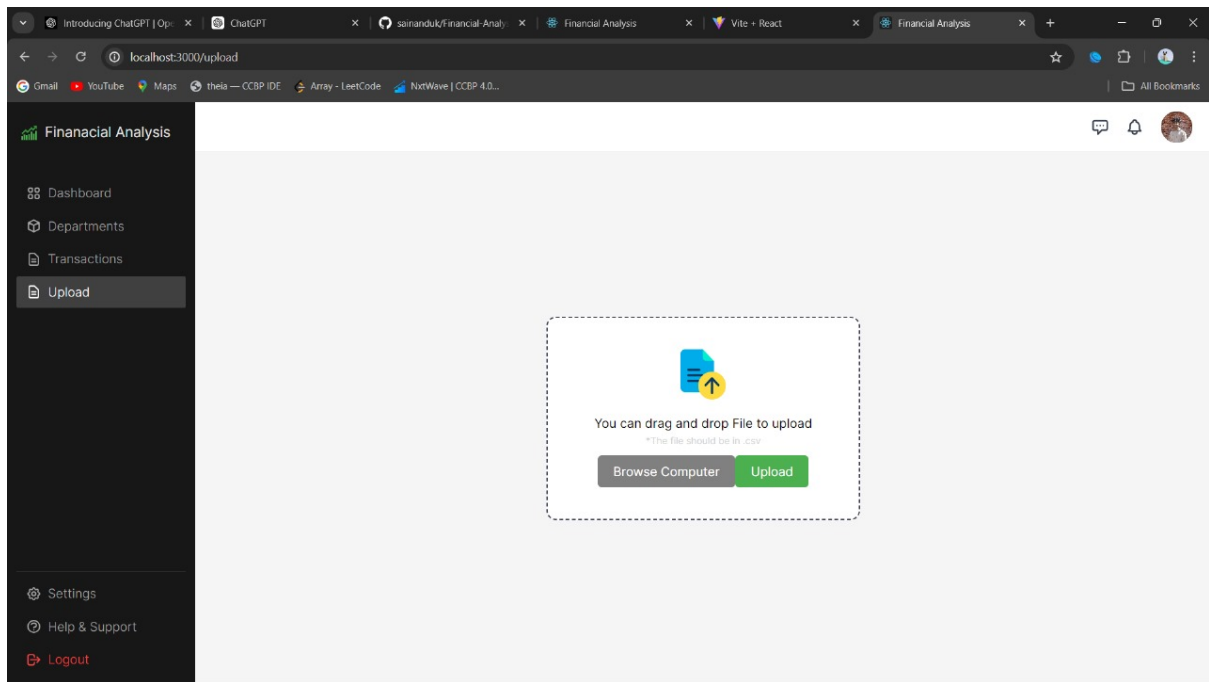 Introducing ChatGPT | Ope
ChatGPT
sainanduk/Financial-Analy
Financial Analysis
Vite + React
Financial Analysis
localhost:3000/upload
Gmail
YouTube
Maps
theia — CCBP IDE
Array - LeetCode
NxtWave | CCBP 4.0...
All Bookmarks
Finanacial Analysis
Dashboard
Departments
Transactions
Upload
You can drag and drop File to upload
*The file should be in .csv
Browse Computer
Upload
Settings
Help & Support
Logout